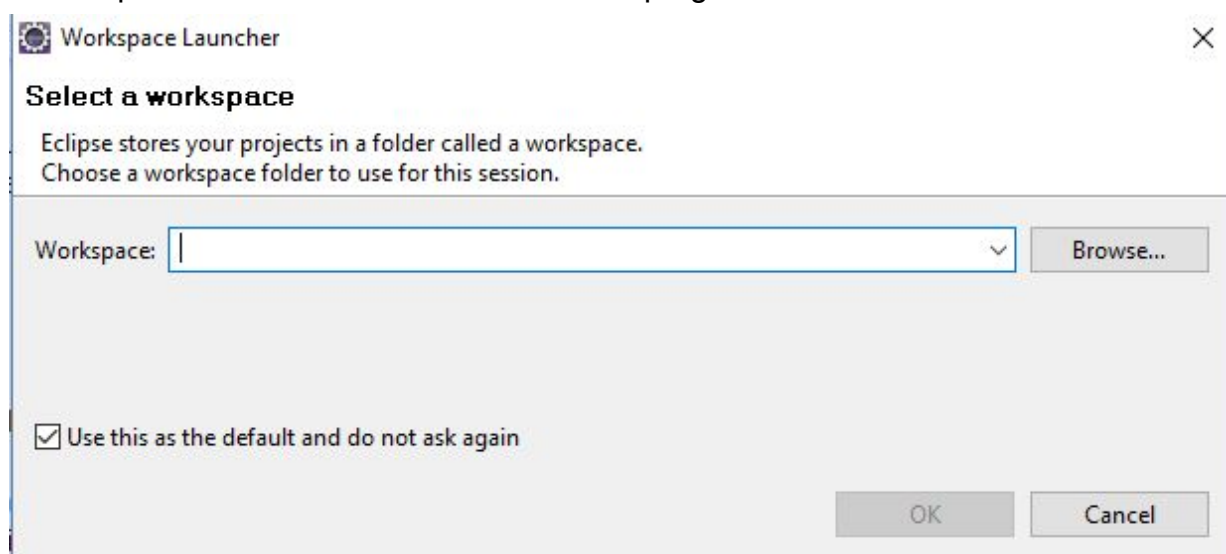 Workspace Launcher
Select a workspace
Eclipse stores your projects in a folder called a workspace.
Choose a workspace folder to use for this session.
Workspace:
Browse...
Use this as the default and do not ask again
OK
Cancel